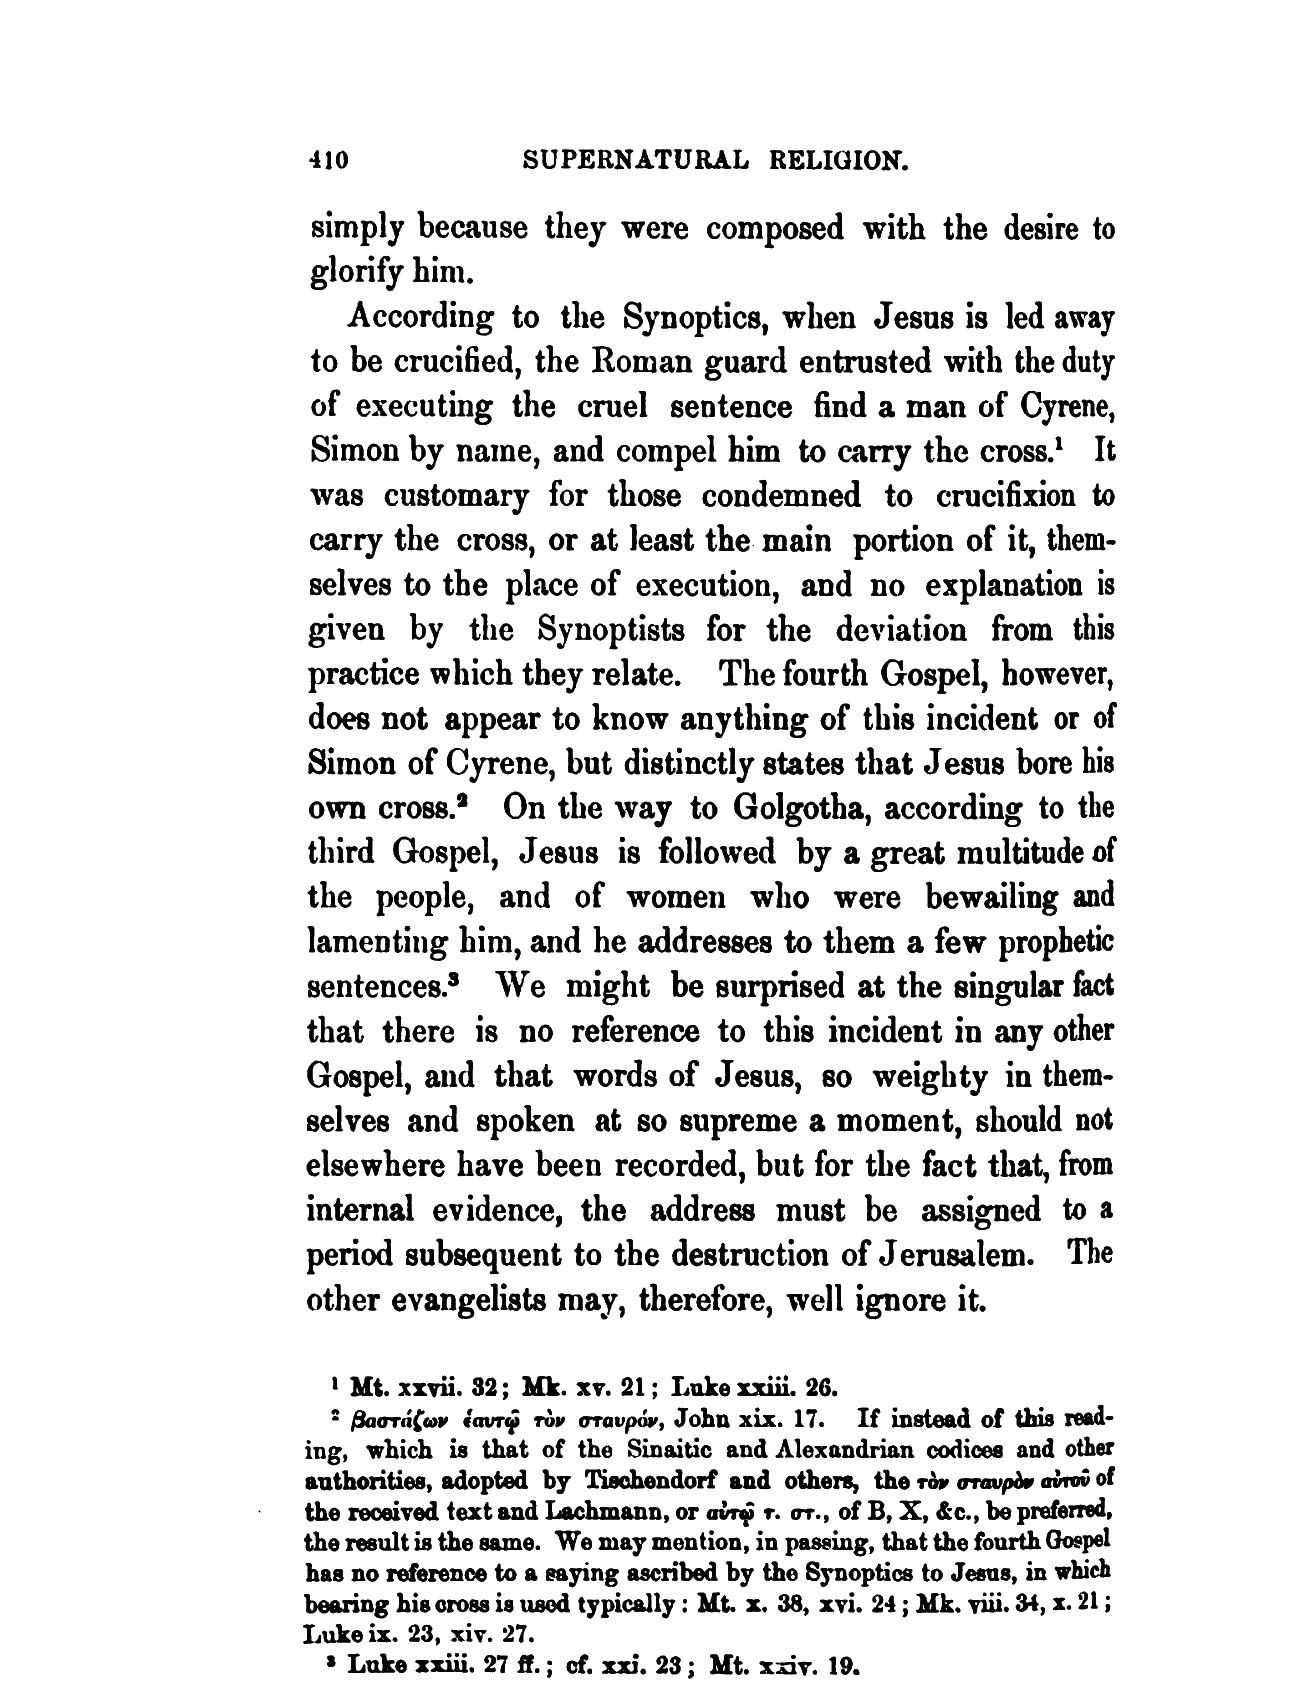 410 SUPERNATURAL RELIGION.
simply because they were composed with the desire to
glorify him.
According to the Synoptics, when Jesus is led away
to be crucified, the Roman guard entrusted with the duty
of executing the cruel sentence find a man of Cyrene,
Simon by name, and compel him to carry the cross.¹ It
was customary for those condemned to crucifixion to
carry the cross, or at least the main portion of it, them-
selves to the place of execution, and no explanation is
given by the Synoptists for the deviation from this
practice which they relate. The fourth Gospel, however,
does not appear to know anything of this incident or of
Simon of Cyrene, but distinctly states that Jesus bore his
own cross.² On the way to Golgotha, according to the
third Gospel, Jesus is followed by a great multitude of
the people, and of women who were bewailing and
lamenting him, and he addresses to them a few prophetic
sentences.³ We might be surprised at the singular fact
that there is no reference to this incident in any other
Gospel, and that words of Jesus, so weighty in them-
selves and spoken at so supreme a moment, should not
elsewhere have been recorded, but for the fact that, from
internal evidence, the address must be assigned to a
period subsequent to the destruction of Jerusalem. The
other evangelists may, therefore, well ignore it.
¹ Mt. xxvii. 32; Mk. xv. 21; Luke xxiii. 26.
² βαστάζων ἑαυτῷ τὸν σταυρόν, John xix. 17. If instead of this read-
ing, which is that of the Sinaitic and Alexandrian codices and other
authorities, adopted by Tischendorf and others, the τὸν σταυρὸν αὐτοῦ of
the received text and Lachmann, or αὐτῷ τ. στ., of B, X, &c., be preferred,
the result is the same. We may mention, in passing, that the fourth Gospel
has no reference to a saying ascribed by the Synoptics to Jesus, in which
bearing his cross is used typically: Mt. x. 38, xvi. 24; Mk. viii. 34, x. 21;
Luke ix. 23, xiv. 27.
³ Luke xxiii. 27 ff.; cf. xxi. 23; Mt. xxiv. 19.